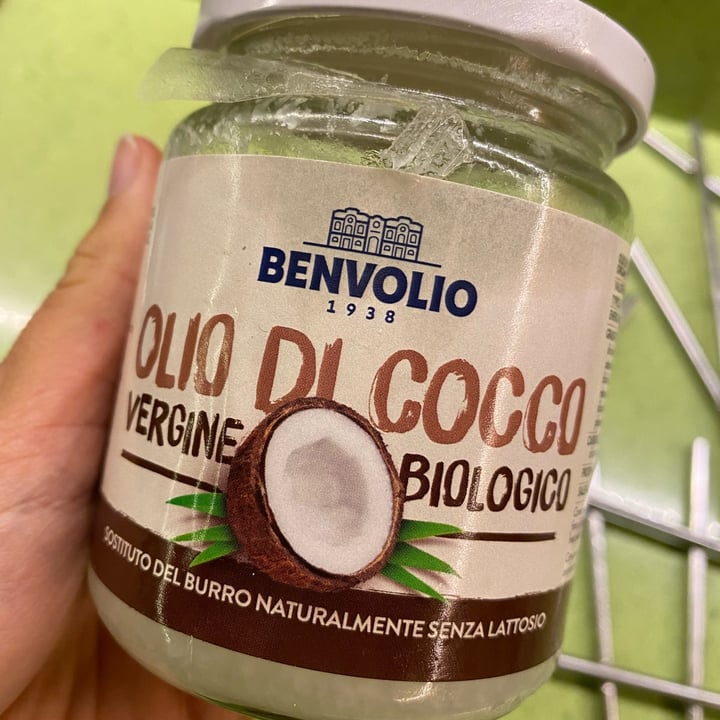 BENVOLIO
1938
OLIO DI COCCO
VERGINE BIOLOGICO
SOSTITUTO DEL BURRO NATURALMENTE SENZA LATTOSIO